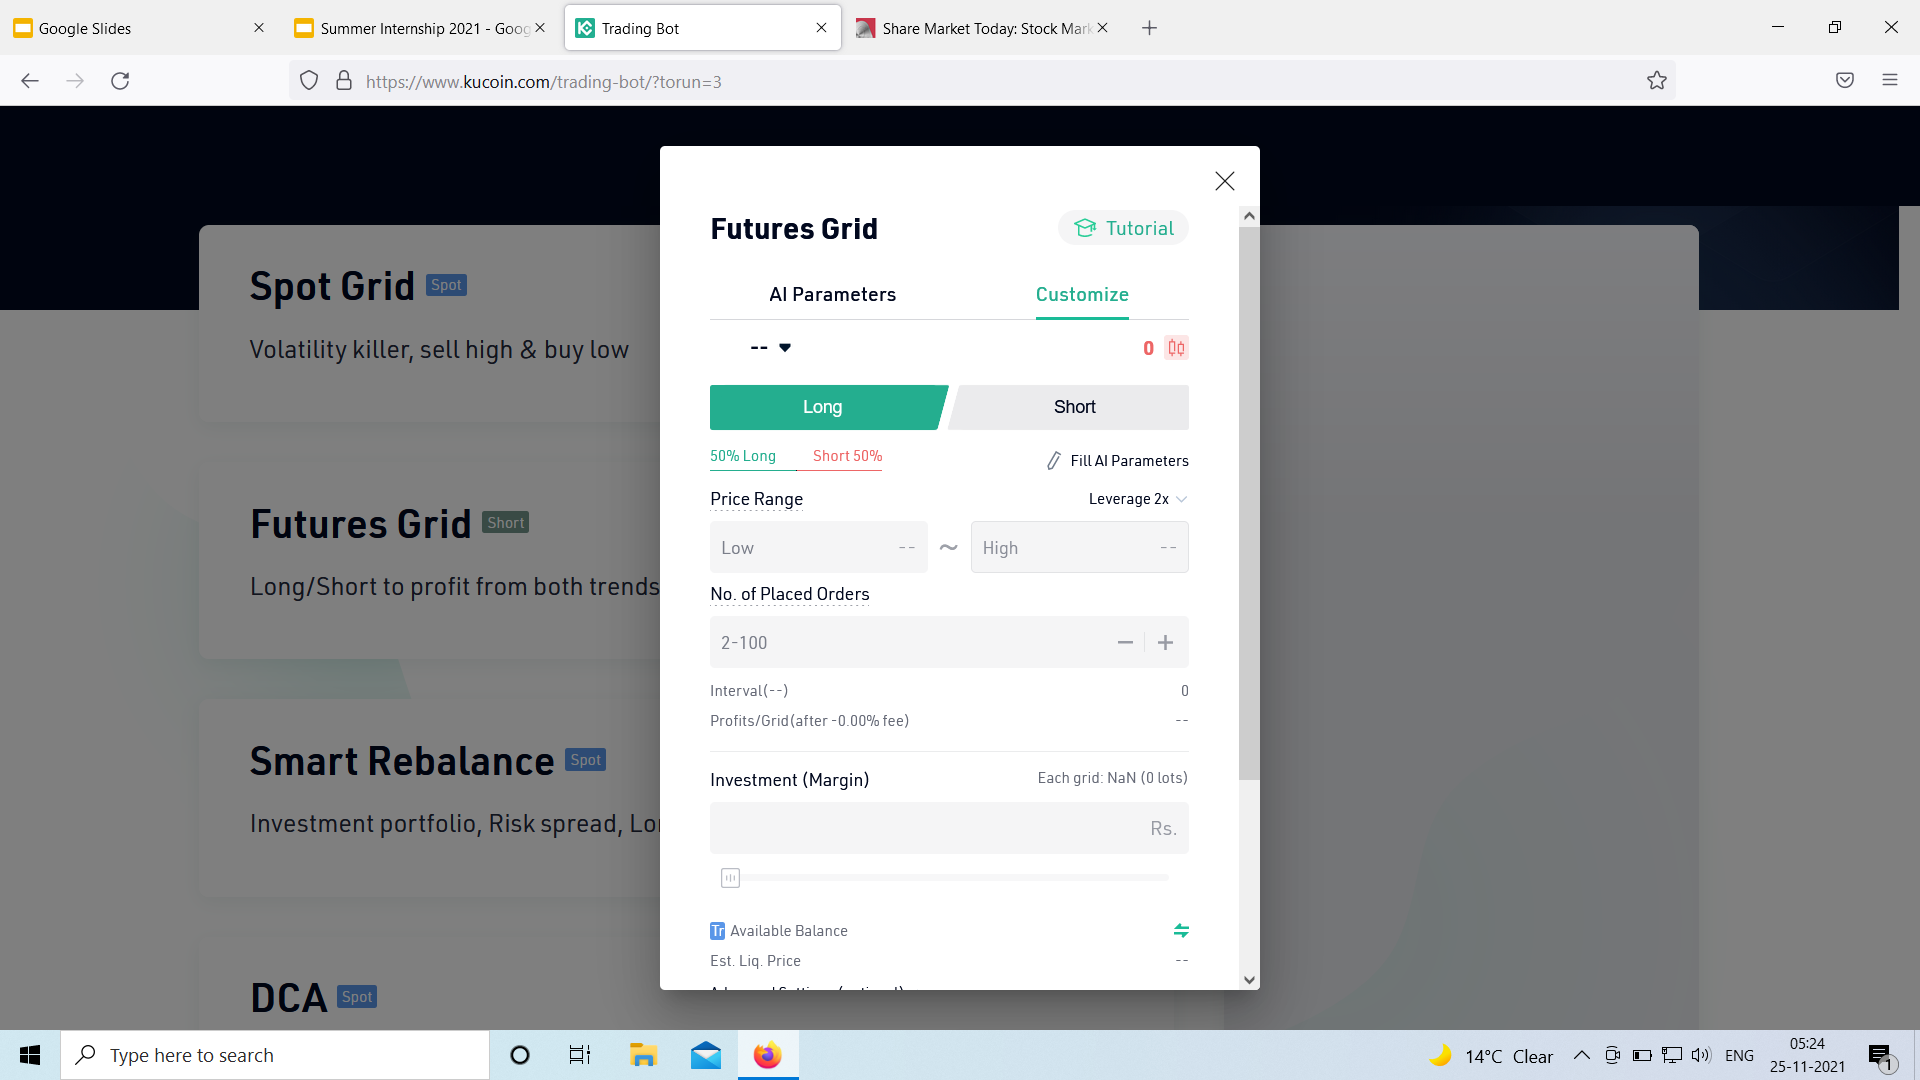 Google Slides
Summer Internship 2021 - Goog
Trading Bot
Share Market Today: Stock Mark
https://www.kucoin.com/trading-bot/?torun=3
Futures Grid
Tutorial
AI Parameters
Customize
-- 
0
Long
Short
50% Long
Short 50%
Fill AI Parameters
Price Range
Leverage 2x
Low --
~
High --
No. of Placed Orders
2-100
Interval(--)
0
Profits/Grid(after -0.00% fee)
--
Investment (Margin)
Each grid: NaN (0 lots)
Rs.
Tr Available Balance
Est. Liq. Price
--
Spot Grid Spot
Volatility killer, sell high & buy low
Futures Grid Short
Long/Short to profit from both trends
Smart Rebalance Spot
Investment portfolio, Risk spread, Lo
DCA Spot
Type here to search
14°C Clear
ENG
05:24
25-11-2021
1